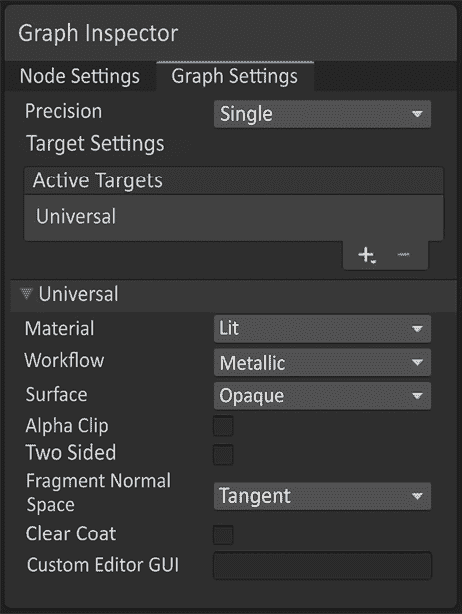 Graph Inspector
Node Settings Graph Settings
Precision Single
Target Settings
Active Targets
Universal
Universal
Material Lit
Workflow Metallic
Surface Opaque
Alpha Clip
Two Sided
Fragment Normal
Space Tangent
Clear Coat
Custom Editor GUI